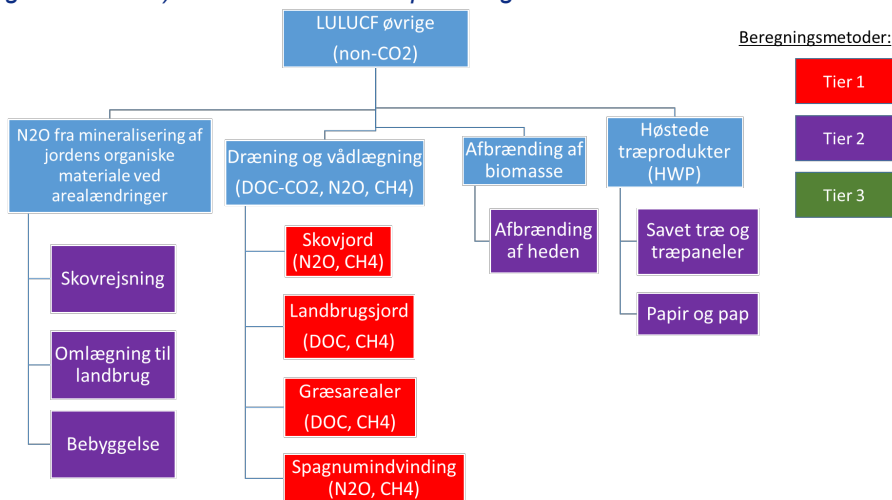 LULUCF øvrige
(non-CO2)
Beregningsmetoder:
Tier 1
Tier 2
Tier 3
N2O fra mineralisering af
jordens organiske
materiale ved
arealændringer
Skovrejsning
Omlægning til
landbrug
Bebyggelse
Dræning og vådlægning
(DOC-CO2, N2O, CH4)
Skovjord
(N2O, CH4)
Landbrugsjord
(DOC, CH4)
Græsarealer
(DOC, CH4)
Spagnumindvinding
(N2O, CH4)
Afbrænding af
biomasse
Afbrænding
af heden
Høstede
træprodukter
(HWP)
Savet træ og
træpaneler
Papir og pap